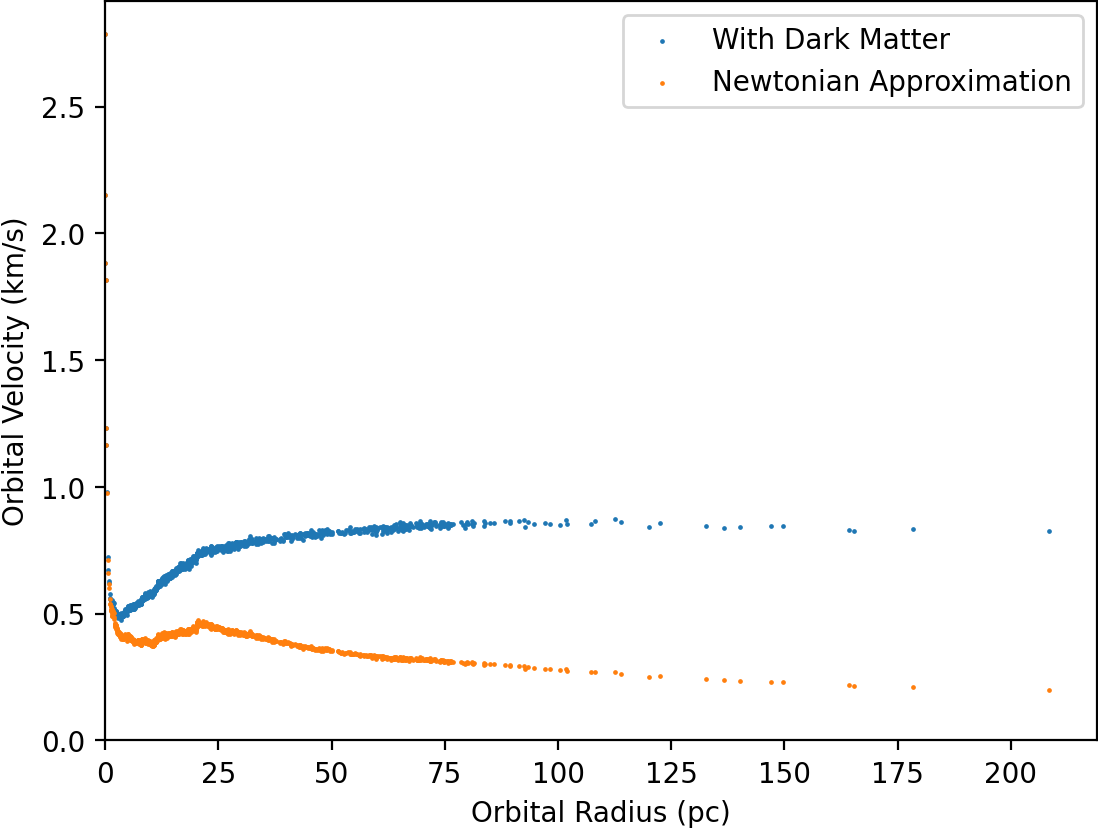 With Dark Matter
Newtonian Approximation
2.5
2.0
1.5
1.0
0.5
0.0
Orbital Velocity (km/s)
0 25 50 75 100 125 150 175 200
Orbital Radius (pc)